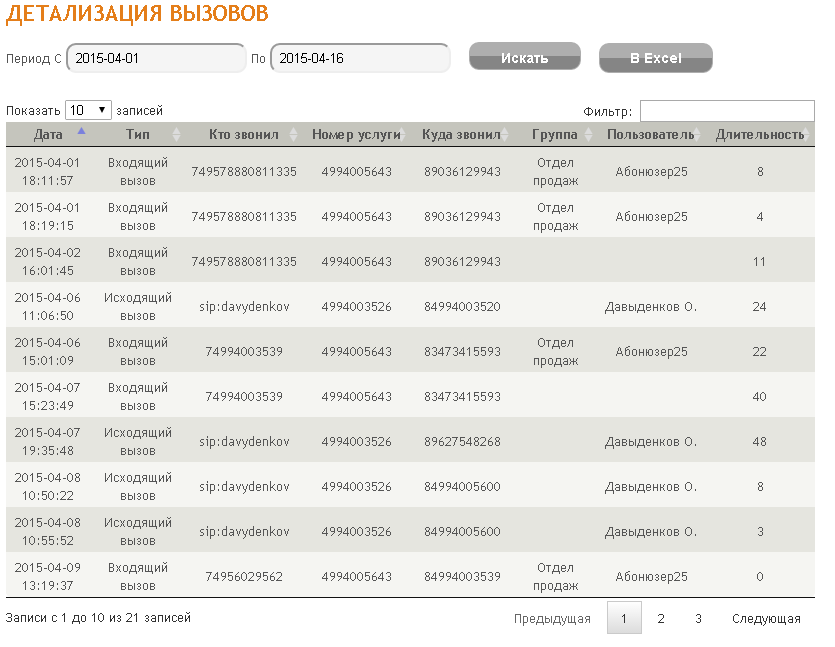 ДЕТАЛИЗАЦИЯ ВЫЗОВОВ
Период С 2015-04-01 По 2015-04-16 Искать В Excel
Показать 10 записей Фильтр:
Дата Тип Кто звонил Номер услуги Куда звонил Группа Пользователь Длительность
2015-04-01 18:11:57 Входящий вызов 749578880811335 4994005643 89036129943 Отдел продаж Абонюзер25 8
2015-04-01 18:19:15 Входящий вызов 749578880811335 4994005643 89036129943 Отдел продаж Абонюзер25 4
2015-04-02 16:01:45 Входящий вызов 749578880811335 4994005643 89036129943 11
2015-04-06 11:06:50 Исходящий вызов sip:davydenkov 4994003526 84994003520 Давыденков О. 24
2015-04-06 15:01:09 Входящий вызов 74994003539 4994005643 83473415593 Отдел продаж Абонюзер25 22
2015-04-07 15:23:49 Входящий вызов 74994003539 4994005643 83473415593 40
2015-04-07 19:35:48 Исходящий вызов sip:davydenkov 4994003526 89627548268 Давыденков О. 48
2015-04-08 10:50:22 Исходящий вызов sip:davydenkov 4994003526 84994005600 Давыденков О. 8
2015-04-08 10:55:52 Исходящий вызов sip:davydenkov 4994003526 84994005600 Давыденков О. 3
2015-04-09 13:19:37 Входящий вызов 74956029562 4994005643 84994003539 Отдел продаж Абонюзер25 0
Записи с 1 до 10 из 21 записей Предыдущая 1 2 3 Следующая